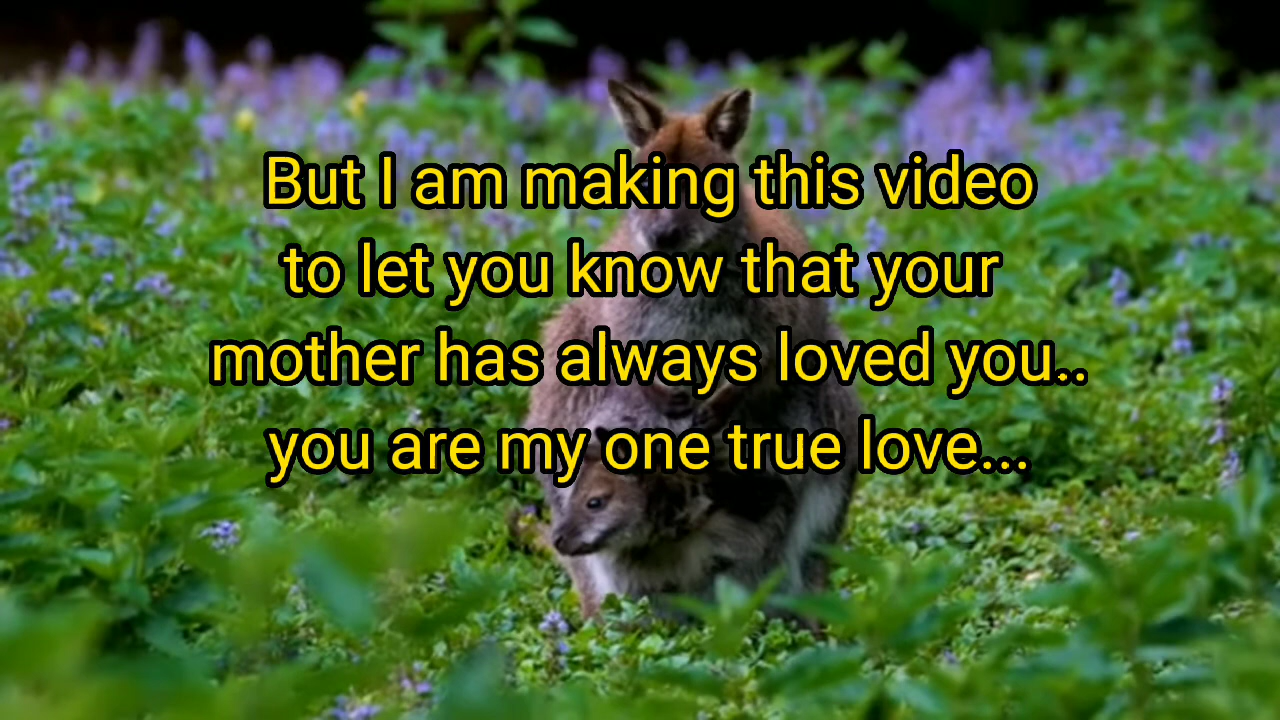 But I am making this video
to let you know that your
mother has always loved you..
you are my one true love...